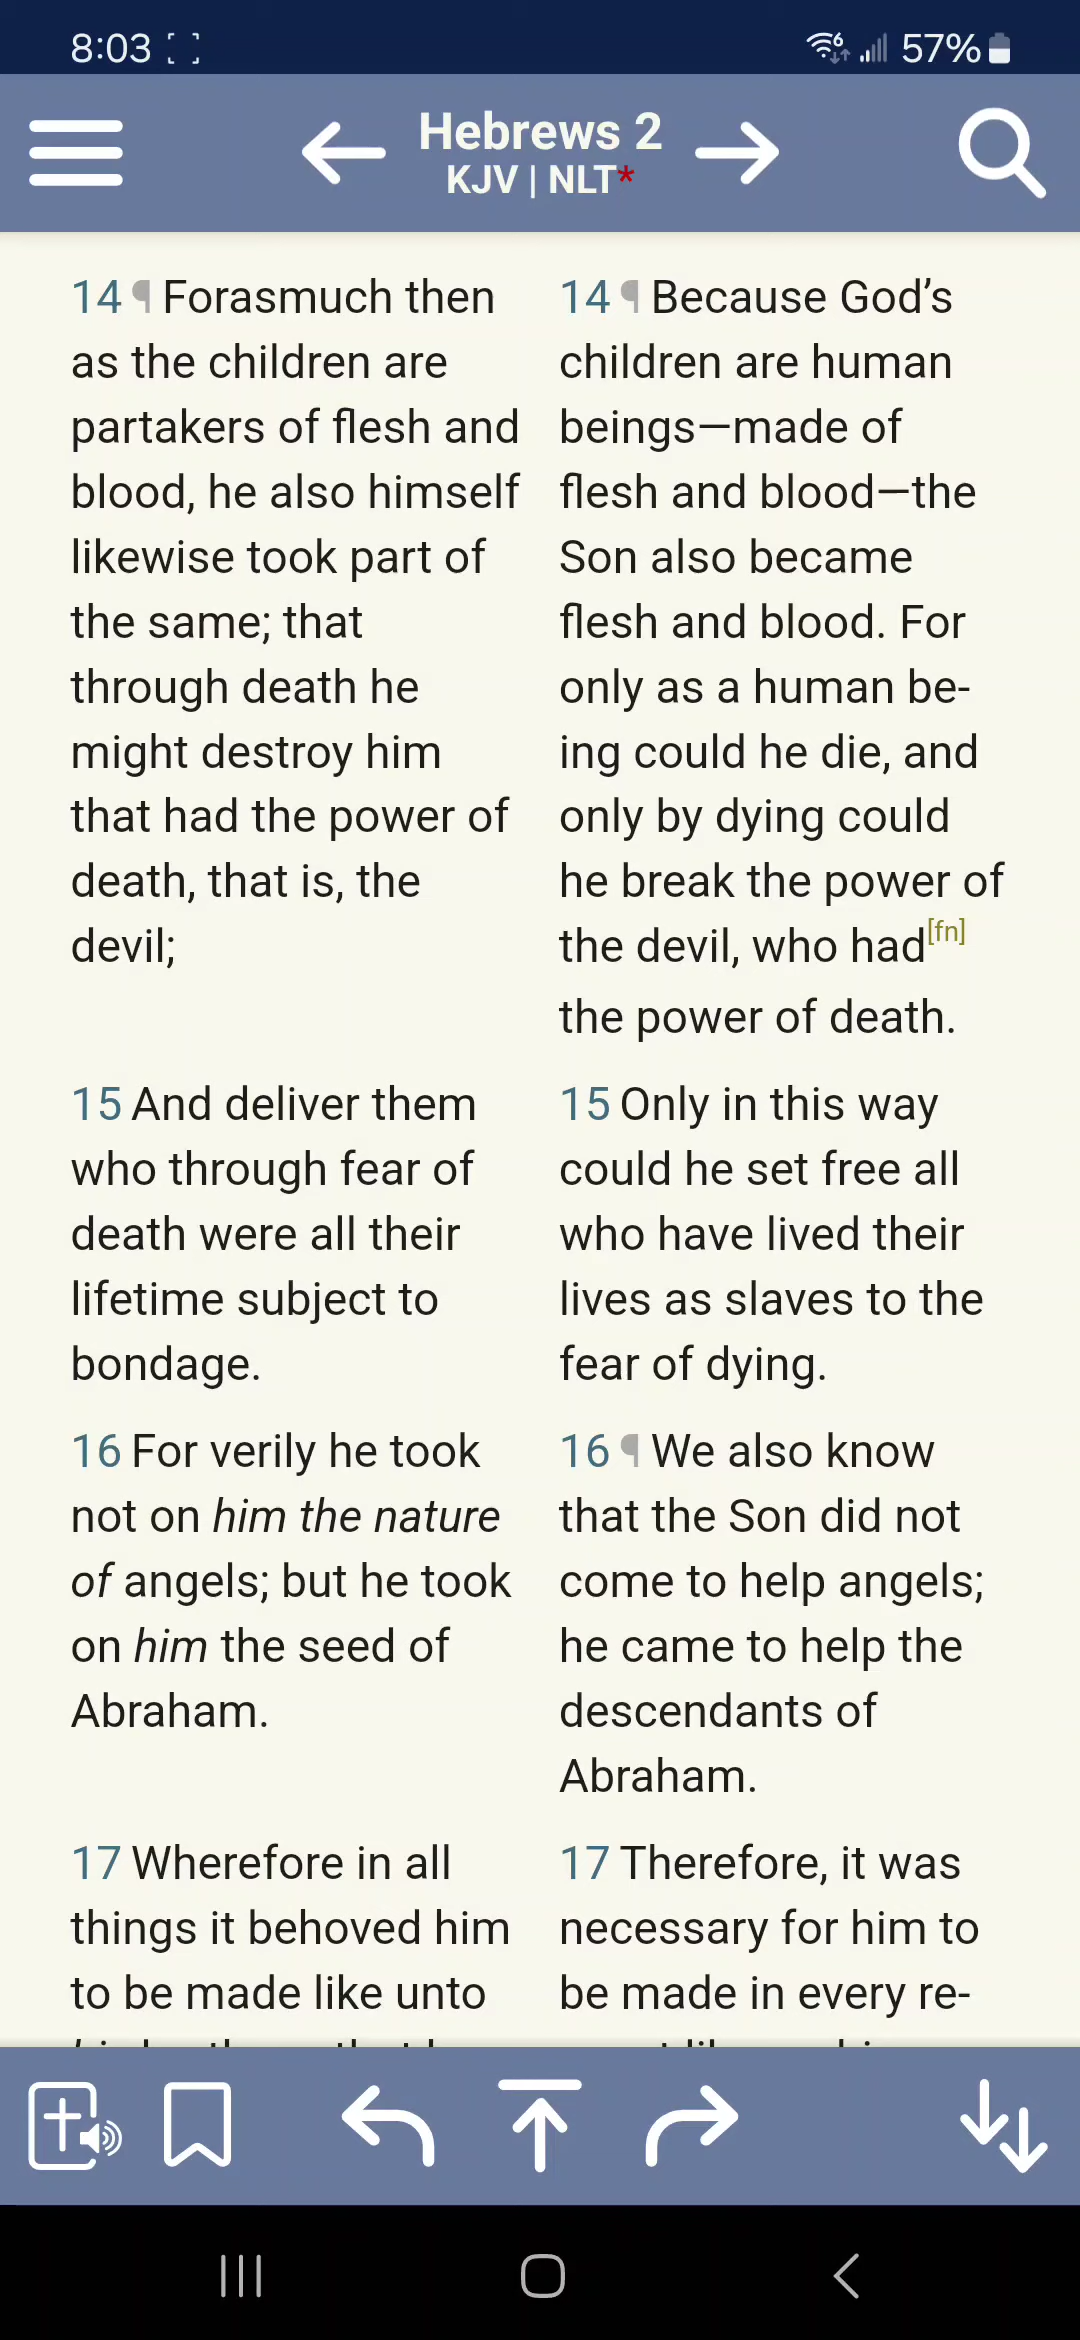 8:03 57%
Hebrews 2
KJV | NLT*
14 ¶ Forasmuch then
as the children are
partakers of flesh and
blood, he also himself
likewise took part of
the same; that
through death he
might destroy him
that had the power of
death, that is, the
devil;
14 ¶ Because God’s
children are human
beings—made of
flesh and blood—the
Son also became
flesh and blood. For
only as a human be-
ing could he die, and
only by dying could
he break the power of
the devil, who had[fn]
the power of death.
15 And deliver them
who through fear of
death were all their
lifetime subject to
bondage.
15 Only in this way
could he set free all
who have lived their
lives as slaves to the
fear of dying.
16 For verily he took
not on him the nature
of angels; but he took
on him the seed of
Abraham.
16 ¶ We also know
that the Son did not
come to help angels;
he came to help the
descendants of
Abraham.
17 Wherefore in all
things it behoved him
to be made like unto
17 Therefore, it was
necessary for him to
be made in every re-